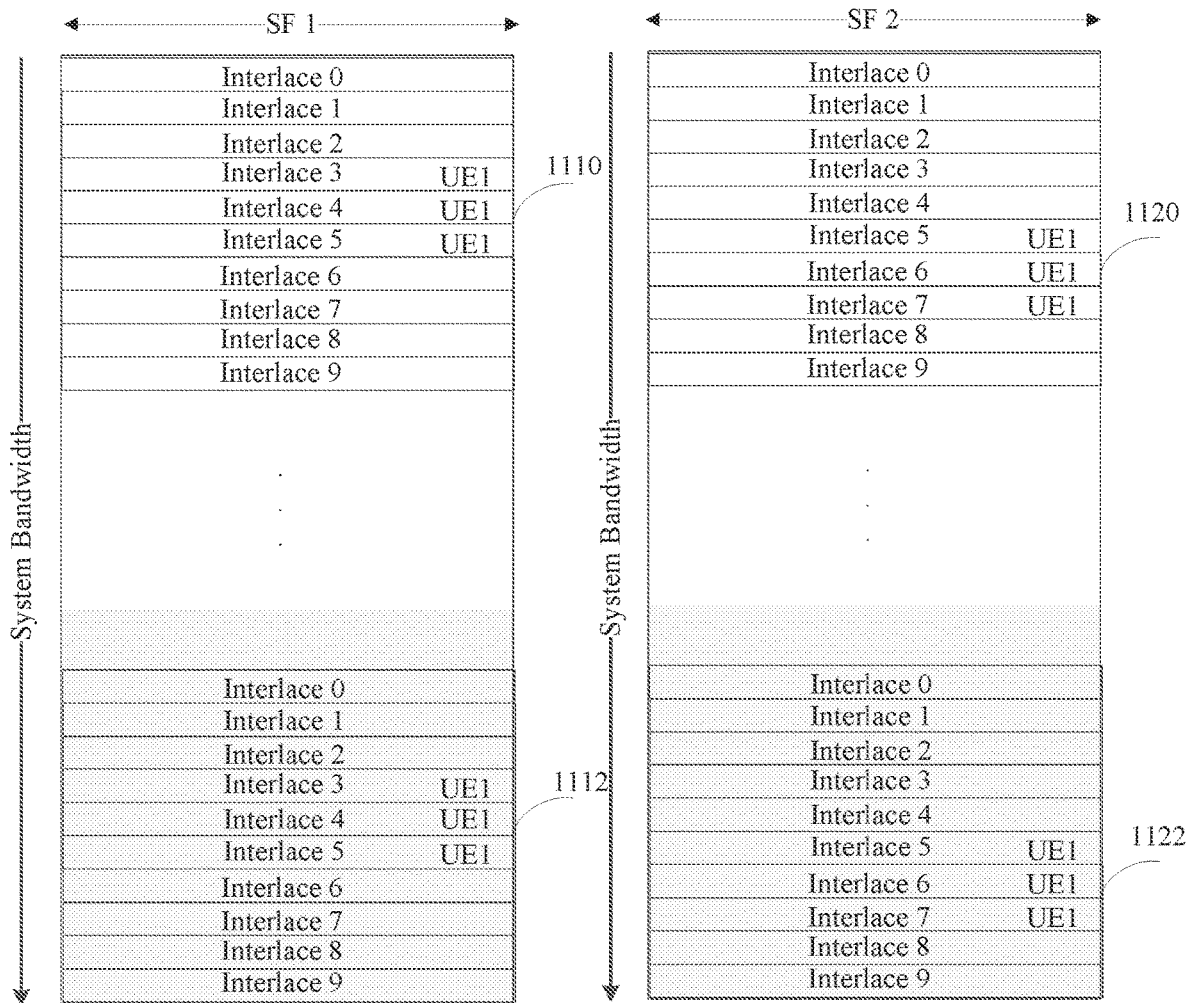 SF 1
Interlace 0
Interlace 1
Interlace 2
Interlace 3 UE1
1110
Interlace 4 UE1
Interlace 5 UE1
Interlace 6
Interlace 7
Interlace 8
Interlace 9
System Bandwidth
.
.
.
Interlace 0
Interlace 1
Interlace 2
Interlace 3 UE1
1112
Interlace 4 UE1
Interlace 5 UE1
Interlace 6
Interlace 7
Interlace 8
Interlace 9
SF 2
Interlace 0
Interlace 1
Interlace 2
Interlace 3
Interlace 4
1120
Interlace 5 UE1
Interlace 6 UE1
Interlace 7 UE1
Interlace 8
Interlace 9
System Bandwidth
.
.
.
Interlace 0
Interlace 1
Interlace 2
Interlace 3
Interlace 4
1122
Interlace 5 UE1
Interlace 6 UE1
Interlace 7 UE1
Interlace 8
Interlace 9